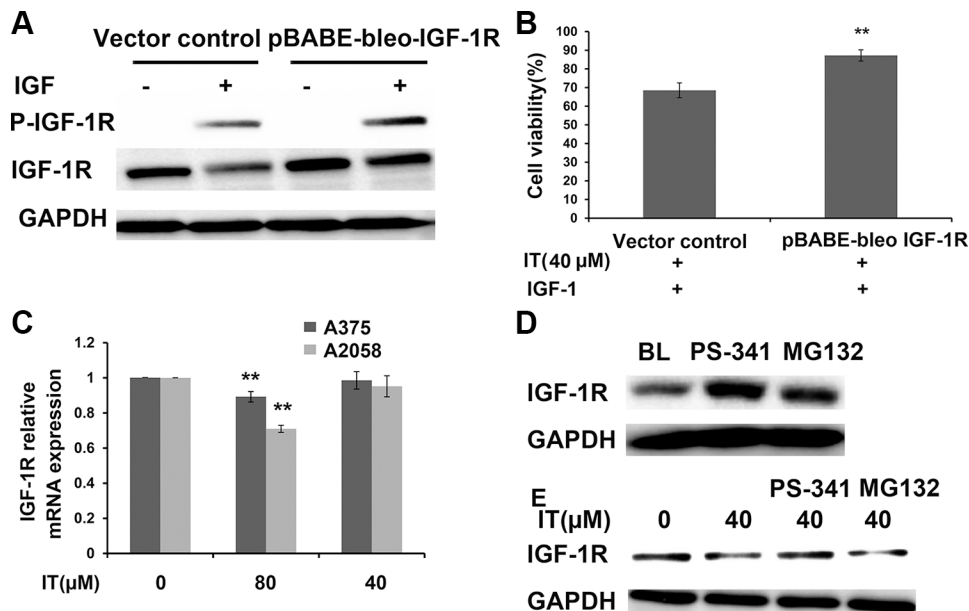 A
Vector control pBABE-bleo-IGF-1R
IGF - + - +
P-IGF-1R
IGF-1R
GAPDH
B
Cell viability(%)
100
90
80
70
60
50
40
30
20
10
0
**
Vector control pBABE-bleo IGF-1R
IT(40 µM) + +
IGF-1 + +
C
IGF-1R relative
mRNA expression
A375
A2058
1.2
1
0.8
0.6
0.4
0.2
0
**
**
IT(µM) 0 80 40
D
BL PS-341 MG132
IGF-1R
GAPDH
E
PS-341 MG132
IT(µM) 0 40 40 40
IGF-1R
GAPDH